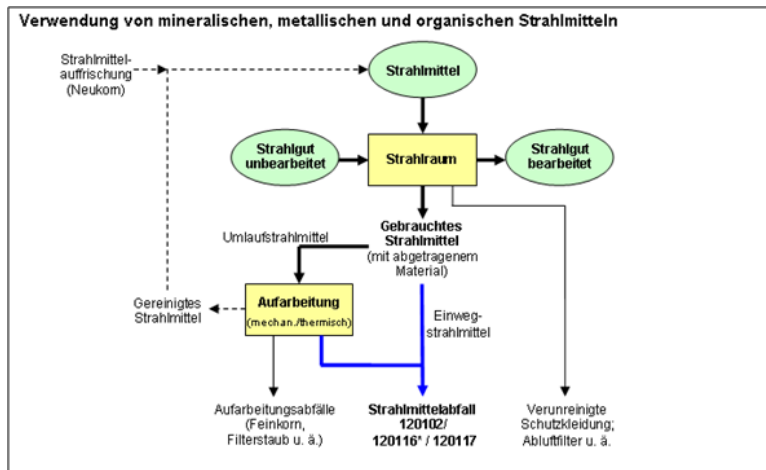 Verwendung von mineralischen, metallischen und organischen Strahlmitteln
Strahlmittel-
auffrischung
(Neukorn)
Strahlmittel
Strahlgut
unbearbeitet
Strahlraum
Strahlgut
bearbeitet
Gebrauchtes
Strahlmittel
(mit abgetragenem
Material)
Umlaufstrahlmittel
Gereinigtes
Strahlmittel
Aufarbeitung
(mechan./thermisch)
Einweg-
strahlmittel
Aufarbeitungsabfälle
(Feinkorn,
Filterstaub u. ä.)
Strahlmittelabfall
120102/
120116* / 120117
Verunreinigte
Schutzkleidung;
Abluftfilter u. ä.